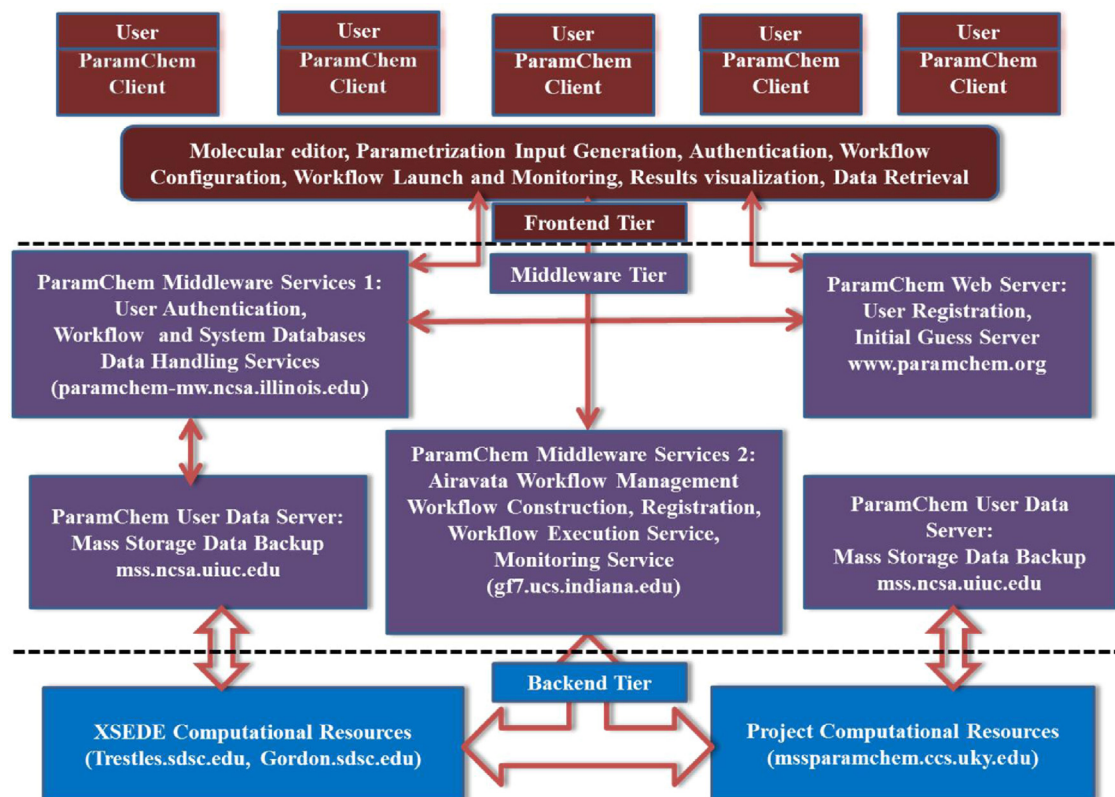 User
ParamChem
Client
User
ParamChem
Client
User
ParamChem
Client
User
ParamChem
Client
User
ParamChem
Client
Molecular editor, Parametrization Input Generation, Authentication, Workflow
Configuration, Workflow Launch and Monitoring, Results visualization, Data Retrieval
Frontend Tier
Middleware Tier
ParamChem Middleware Services 1:
User Authentication,
Workflow and System Databases
Data Handling Services
(paramchem-mw.ncsa.illinois.edu)
ParamChem Web Server:
User Registration,
Initial Guess Server
www.paramchem.org
ParamChem Middleware Services 2:
Airavata Workflow Management
Workflow Construction, Registration,
Workflow Execution Service,
Monitoring Service
(gf7.ucs.indiana.edu)
ParamChem User Data Server:
Mass Storage Data Backup
mss.ncsa.uiuc.edu
ParamChem User Data
Server:
Mass Storage Data Backup
mss.ncsa.uiuc.edu
Backend Tier
XSEDE Computational Resources
(Trestles.sdsc.edu, Gordon.sdsc.edu)
Project Computational Resources
(mssparamchem.ccs.uky.edu)